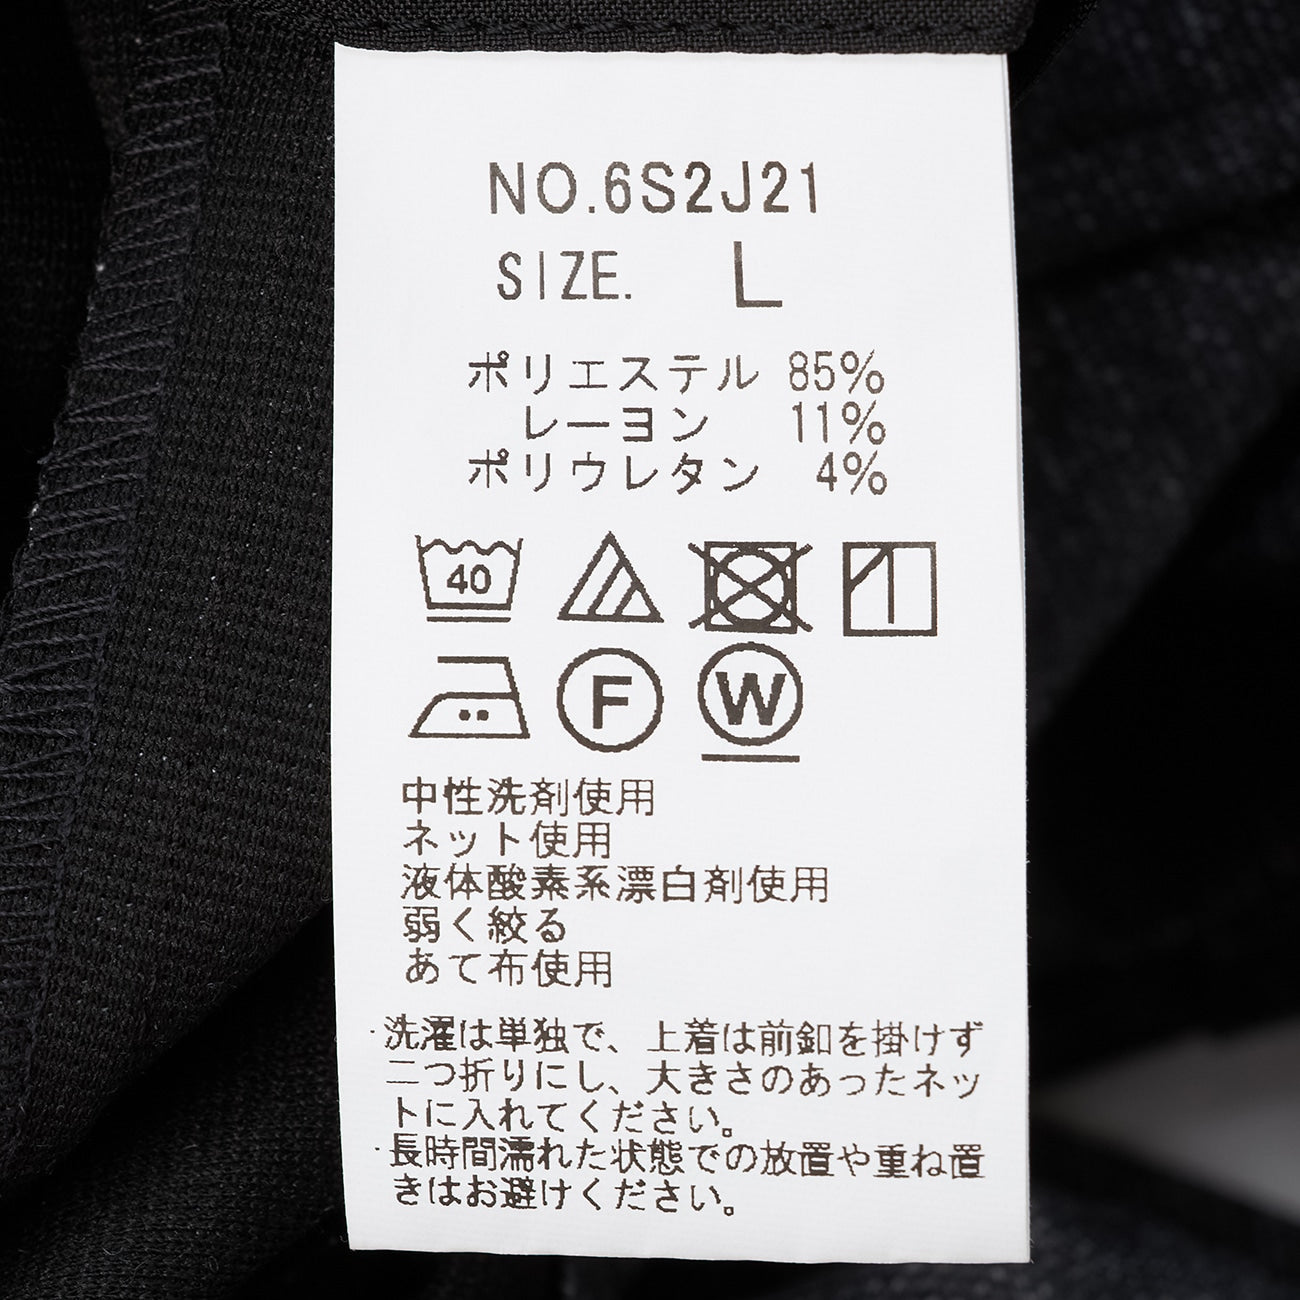 NO.6S2J21
SIZE. L
ポリエステル 85%
レーヨン 11%
ポリウレタン 4%
40
F W
中性洗剤使用
ネット使用
液体酸素系漂白剤使用
弱く絞る
あて布使用
・洗濯は単独で、上着は前釦を掛けず
二つ折りにし、大きさのあったネッ
トに入れてください。
・長時間濡れた状態での放置や重ね置
きはお避けください。